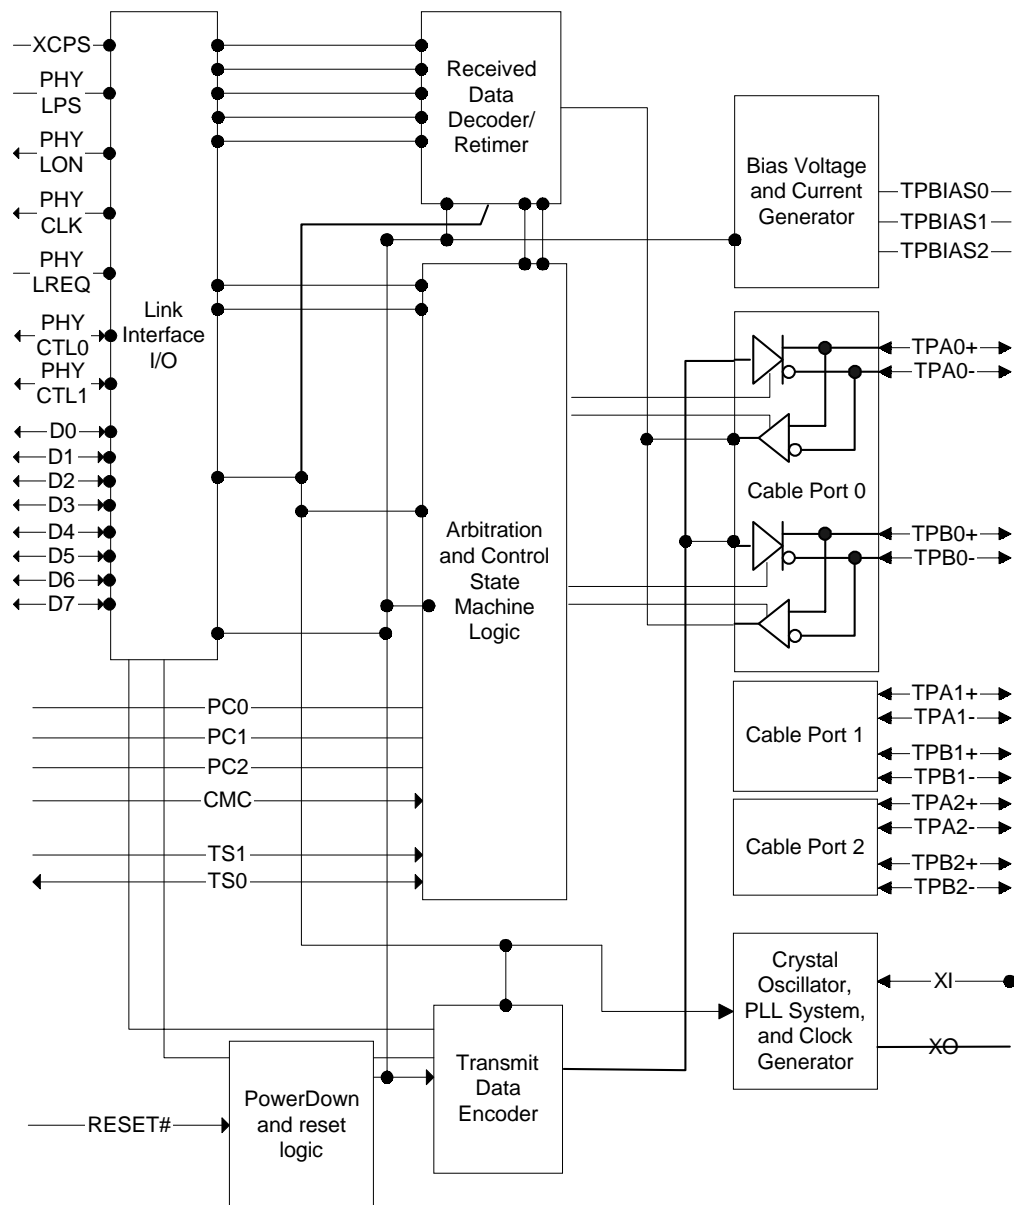 XCPS
PHY
LPS
PHY
LON
PHY
CLK
PHY
LREQ
PHY
CTL0
PHY
CTL1
D0
D1
D2
D3
D4
D5
D6
D7
Link
Interface
I/O
Received
Data
Decoder/
Retimer
Bias Voltage
and Current
Generator
TPBIAS0
TPBIAS1
TPBIAS2
TPA0+
TPA0-
Cable Port 0
TPB0+
TPB0-
Arbitration
and Control
State
Machine
Logic
PC0
PC1
PC2
CMC
TS1
TS0
Cable Port 1
TPA1+
TPA1-
TPB1+
TPB1-
Cable Port 2
TPA2+
TPA2-
TPB2+
TPB2-
Crystal
Oscillator,
PLL System,
and Clock
Generator
XI
XO
Transmit
Data
Encoder
PowerDown
and reset
logic
RESET#